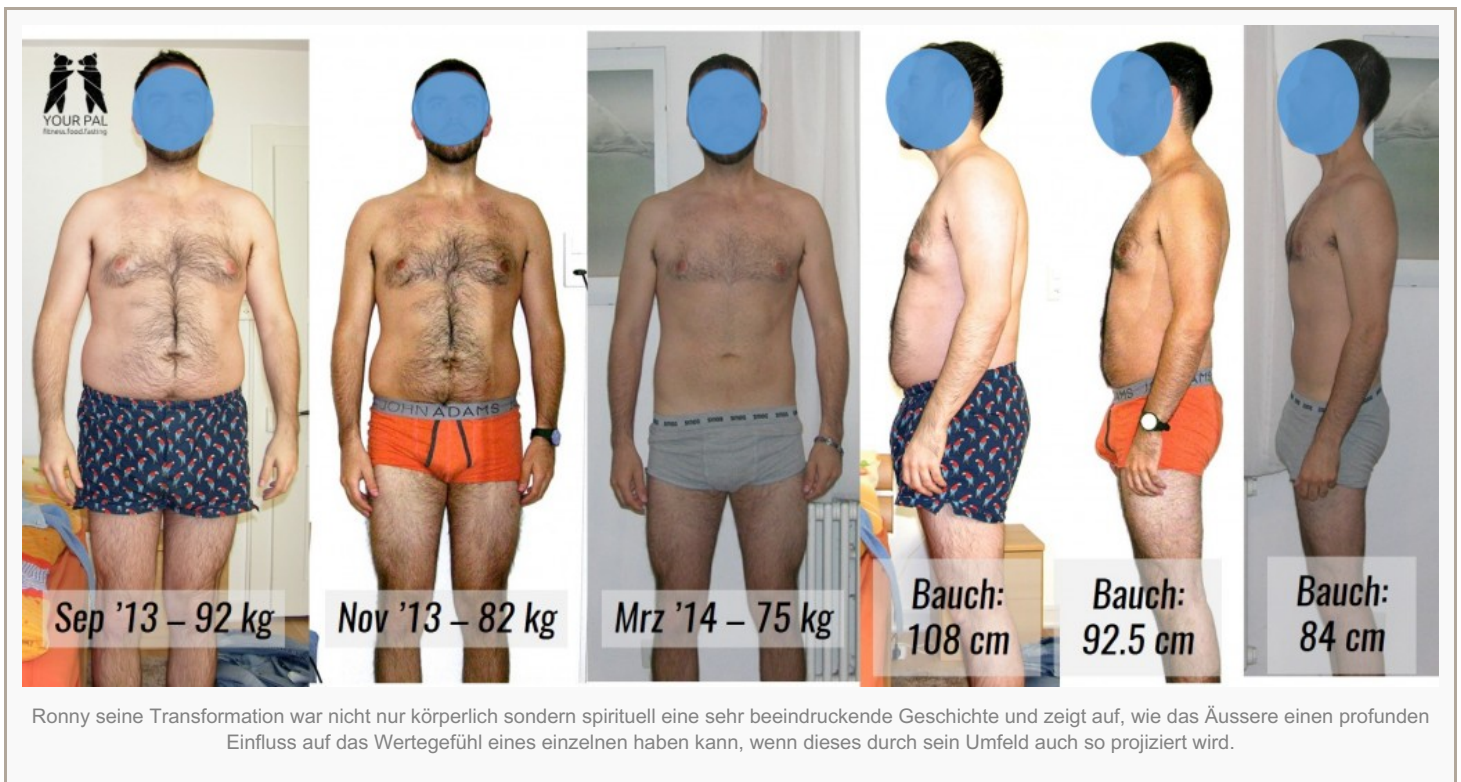 YOUR PAL
fitness.food.fasting
JOHN ADAMS
AMS
Sep ’13 – 92 kg
Nov ’13 – 82 kg
Mrz ’14 – 75 kg
Bauch:
108 cm
Bauch:
92.5 cm
Bauch:
84 cm
Ronny seine Transformation war nicht nur körperlich sondern spirituell eine sehr beeindruckende Geschichte und zeigt auf, wie das Äussere einen profunden
Einfluss auf das Wertegefühl eines einzelnen haben kann, wenn dieses durch sein Umfeld auch so projiziert wird.